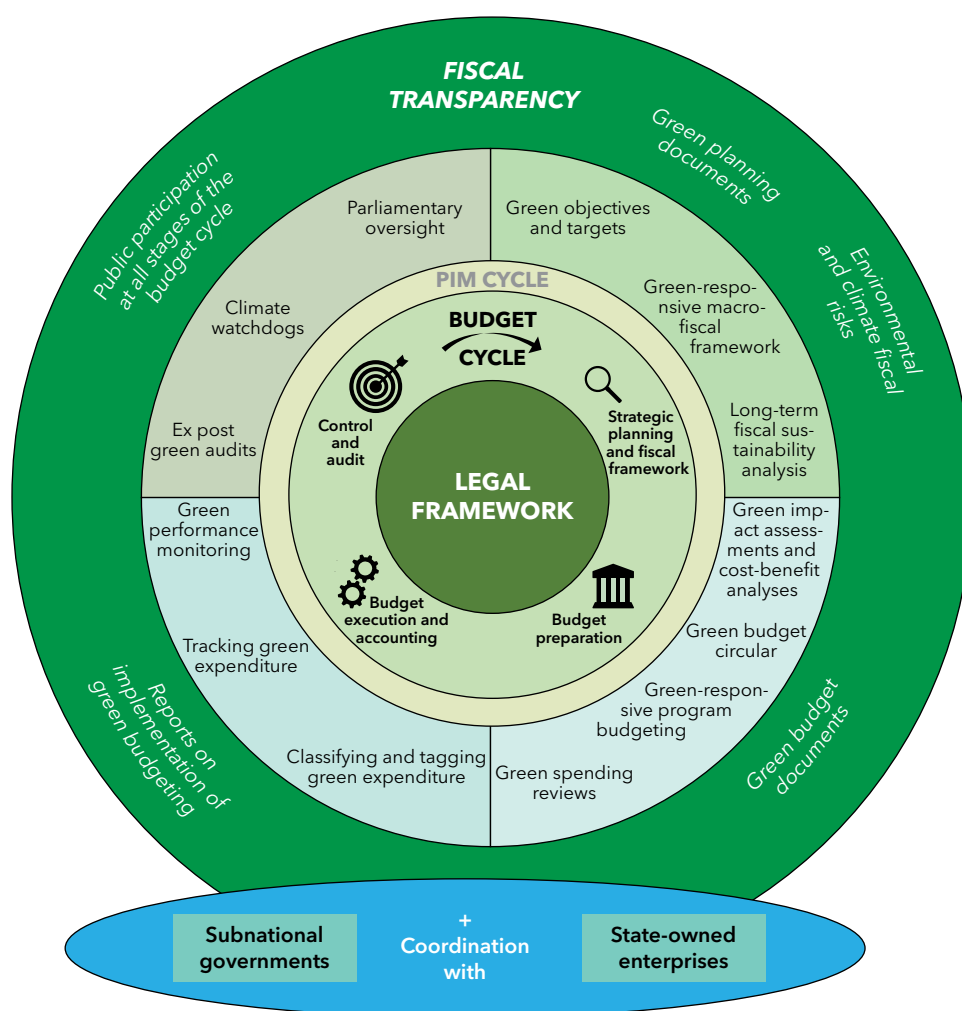 FISCAL
TRANSPARENCY
Green planning
documents
Environmental
and climate fiscal
risks
Green budget
documents
Reports on
implementation of
green budgeting
Public participation
at all stages of the
budget cycle
Parliamentary
oversight
Climate
watchdogs
Ex post
green audits
Green objectives
and targets
Green-respo-
nsive macro-
fiscal
framework
Long-term
fiscal sus-
tainability
analysis
Green imp-
act assess-
ments and
cost-benefit
analyses
Green budget
circular
Green-respon-
sive program
budgeting
Green spending
reviews
Classifying and tagging
green expenditure
Tracking green
expenditure
Green
performance
monitoring
PIM CYCLE
BUDGET
CYCLE
Strategic
planning
and fiscal
framework
Budget
preparation
Budget
execution and
accounting
Control
and
audit
LEGAL
FRAMEWORK
Subnational
governments
+
Coordination
with
State-owned
enterprises